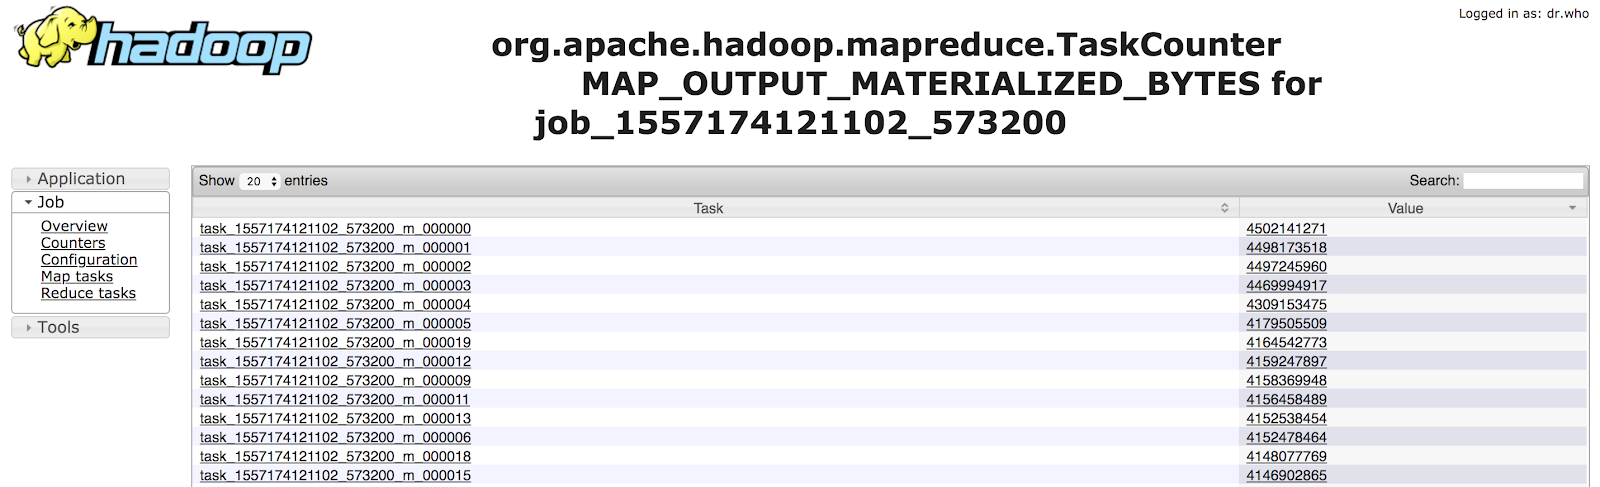 Logged in as: dr.who
hadoop
org.apache.hadoop.mapreduce.TaskCounter
MAP_OUTPUT_MATERIALIZED_BYTES for
job_1557174121102_573200
Application
Job
Overview
Counters
Configuration
Map tasks
Reduce tasks
Tools
Show 20 entries Search:
Task Value
task_1557174121102_573200_m_000000 4502141271
task_1557174121102_573200_m_000001 4498173518
task_1557174121102_573200_m_000002 4497245960
task_1557174121102_573200_m_000003 4469994917
task_1557174121102_573200_m_000004 4309153475
task_1557174121102_573200_m_000005 4179505509
task_1557174121102_573200_m_000019 4164542773
task_1557174121102_573200_m_000012 4159247897
task_1557174121102_573200_m_000009 4158369948
task_1557174121102_573200_m_000011 4156458489
task_1557174121102_573200_m_000013 4152538454
task_1557174121102_573200_m_000006 4152478464
task_1557174121102_573200_m_000018 4148077769
task_1557174121102_573200_m_000015 4146902865